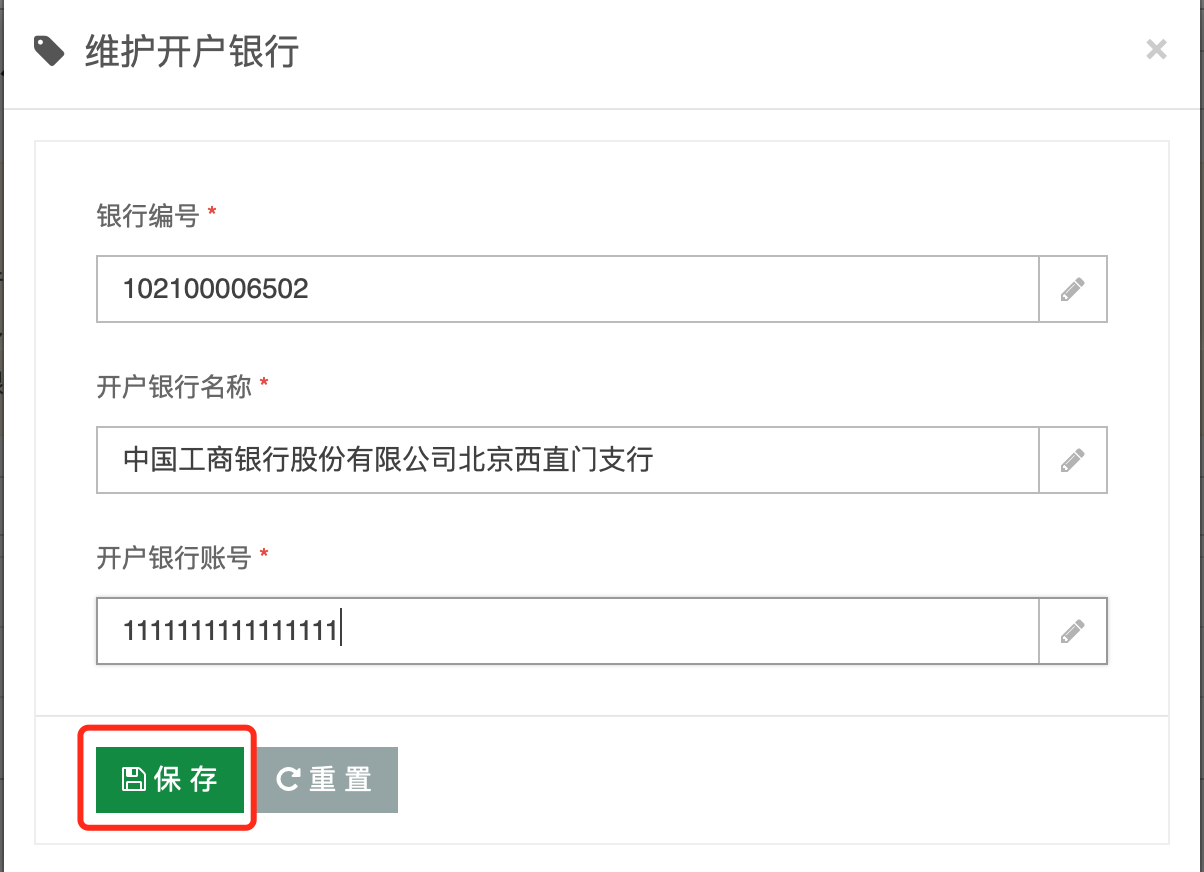 维护开户银行
银行编号 *
102100006502
开户银行名称 *
中国工商银行股份有限公司北京西直门支行
开户银行账号 *
1111111111111111
保存 重置